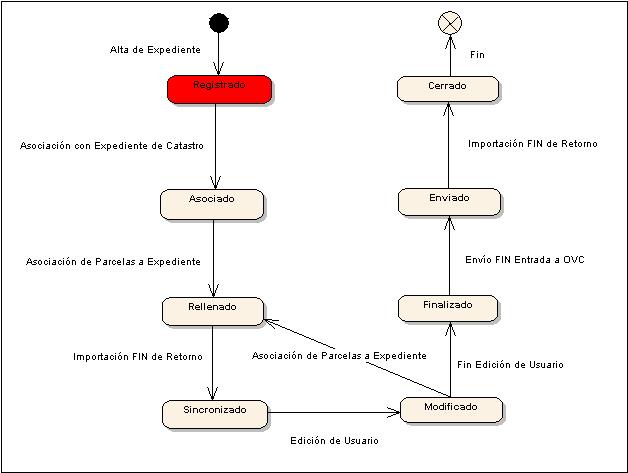 Alta de Expediente
Registrado
Asociación con Expediente de Catastro
Asociado
Asociación de Parcelas a Expediente
Rellenado
Importación FIN de Retorno
Sincronizado
Edición de Usuario
Modificado
Asociación de Parcelas a Expediente
Fin Edición de Usuario
Finalizado
Envío FIN Entrada a OVC
Enviado
Importación FIN de Retorno
Cerrado
Fin